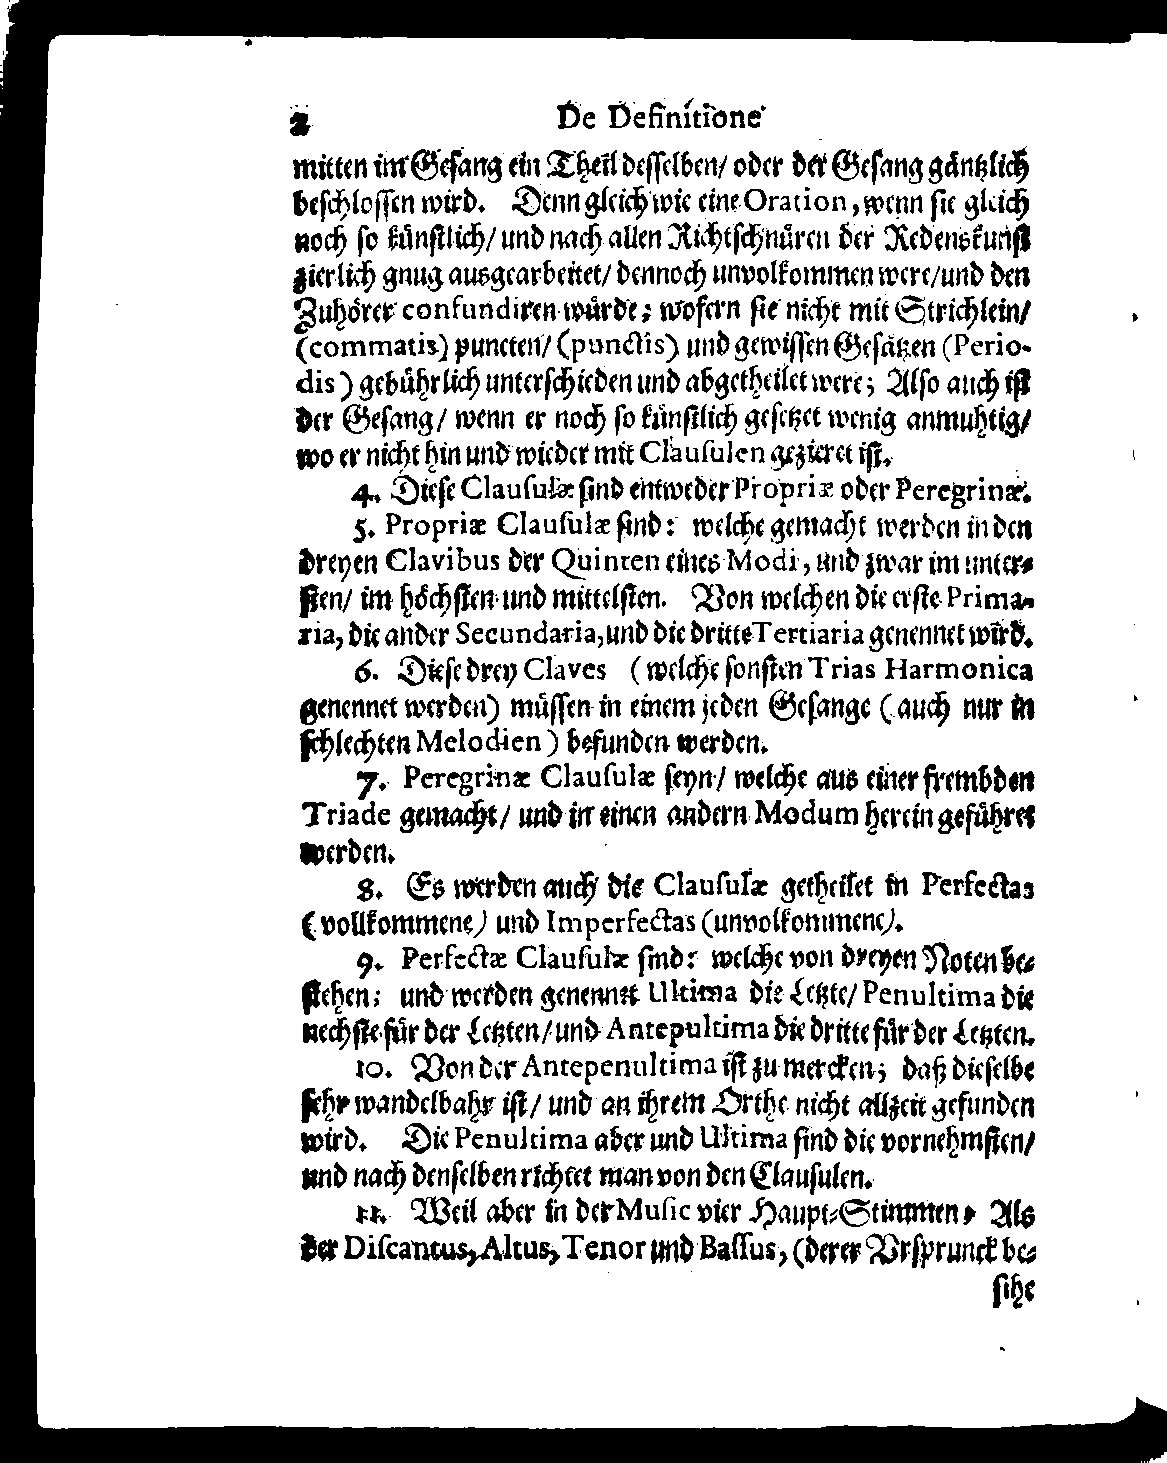 2 De Definitione
mitten im Gesang ein Theil desselben/ oder der Gesang gäntzlich
beschlossen wird. Denn gleich wie eine Oration, wenn sie gleich
noch so künstlich/ und nach allen Richtschnüren der Redenskunst
zierlich gnug ausgearbeitet/ dennoch unvolkommen were/und den
Zuhörer confundiren würde; wofern sie nicht mit Strichlein/
(commatis) puncten/ (punctis) und gewissen Gesätzen (Perio-
dis) gebührlich unterschieden und abgetheilet were; Also auch ist
der Gesang/ wenn er noch so künstlich gesetzet wenig anmuhtig/
wo er nicht hin und wieder mit Clausulen gezieret ist.
4. Diese Clausulæ sind entweder Propriæ oder Peregrinæ.
5. Propriæ Clausulæ sind: welche gemacht werden in den
dreyen Clavibus der Quinten eines Modi, und zwar im unter-
sten/ im höchsten und mittelsten. Von welchen die erste Prima-
ria, die ander Secundaria, und die dritte Tertiaria genennet wird.
6. Diese drey Claves (welche sonsten Trias Harmonica
genennet werden) müssen in einem jeden Gesange (auch nur in
schlechten Melodien) befunden werden.
7. Peregrinæ Clausulæ seyn/ welche aus einer frembden
Triade gemacht/ und in einen andern Modum herein geführet
werden.
8. Es werden auch die Clausulæ getheilet in Perfectas
(vollkommene) und Imperfectas (unvolkommene).
9. Perfectæ Clausulæ sind: welche von dreyen Noten be-
stehen; und werden genennet Ultima die Letzte/ Penultima die
nechste für der Letzten/ und Antepultima die dritte für der Letzten.
10. Von der Antepenultima ist zu mercken; daß dieselbe
sehr wandelbahr ist/ und an ihrem Orthe nicht allzeit gefunden
wird. Die Penultima aber und Ultima sind die vornehmsten/
und nach denselben richtet man von den Clausulen.
11. Weil aber in der Music vier Haupt-Stimmen, Als
der Discantus, Altus, Tenor und Bassus, (derer Vrsprunck be-
sihe